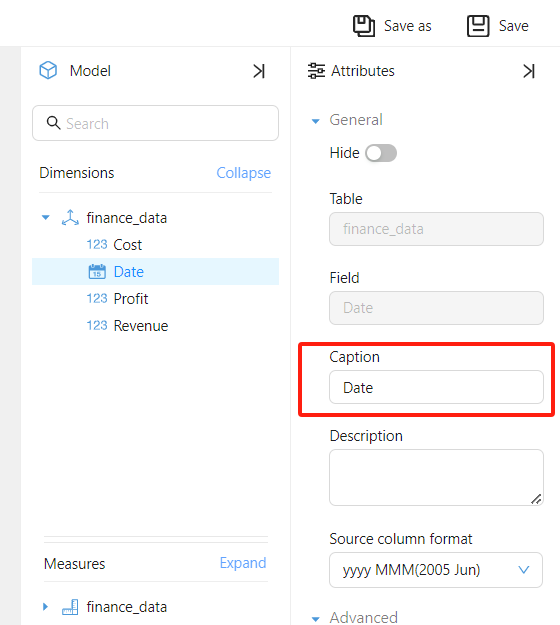 Save as
Save
Model
Search
Dimensions
Collapse
finance_data
123 Cost
15 Date
123 Profit
123 Revenue
Measures
Expand
finance_data
Attributes
General
Hide
Table
finance_data
Field
Date
Caption
Date
Description
Source column format
yyyy MMM(2005 Jun)
Advanced